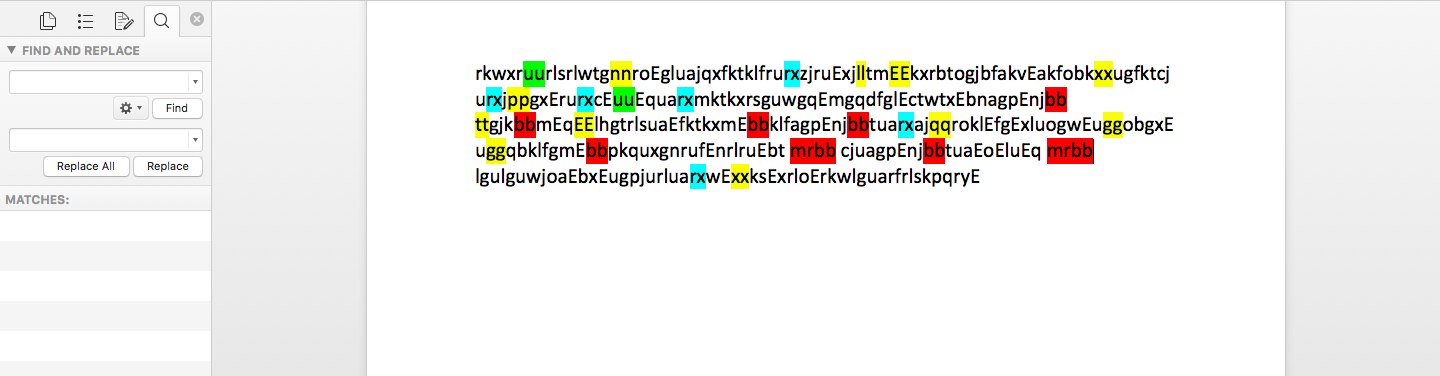 FIND AND REPLACE
Find
Replace All
Replace
MATCHES:
rkwxruurlsrlwtgnnroEgluajqxfktklfrurxzjruExjlltmEEkxrbtogjbfakvEakfobkxxugfktcj
urxjppgxErurxcEuuEquarxmktkxrsguwgqEmgqdfglEctwtxEbnagpEnjbb
ttgjkbbmEqEElhgtrlsuaEfktkxmEbbklfagpEnjbbtuarxajqqroklEfgExluogwEuggobgxE
uggqbklfgmEbbpkquxgnrufEnrlruEbt mrbb cjuagpEnjbbtuaEoEluEq mrbb
lgulguwjoaEbxEugpjurluarxwExxksExrloErkwlguarfrlskpqryE